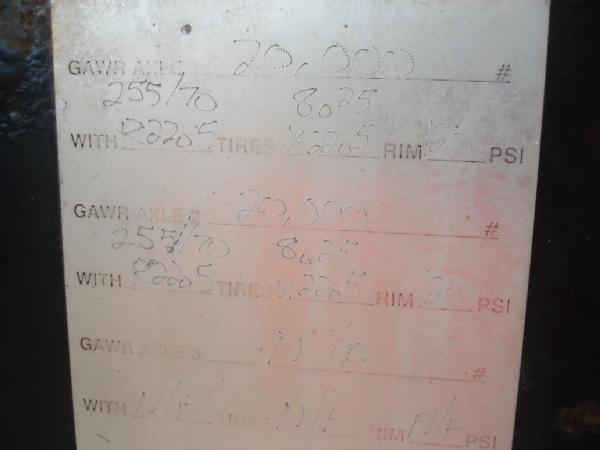 GAWR AXLE 20,000 #
255/70 8.25
WITH R22.5 TIRES X22.5 RIM 120 PSI
GAWR AXLE 2 20,000 #
255/70 8.25
WITH R22.5 TIRES X22.5 RIM 120 PSI
GAWR AXLE 3 N/A #
WITH N/A TIRES N/A RIM N/A PSI